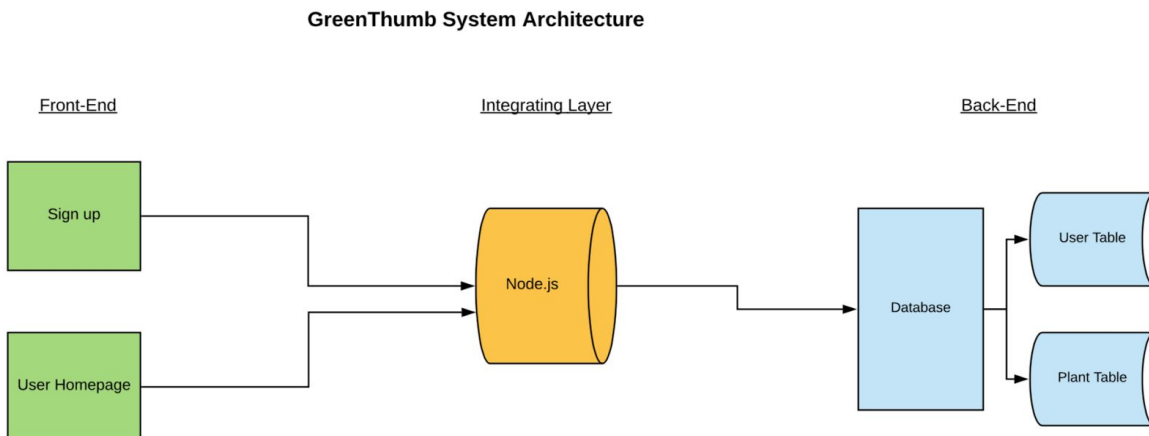 GreenThumb System Architecture
Front-End
Integrating Layer
Back-End
Sign up
Node.js
User Table
Database
User Homepage
Plant Table